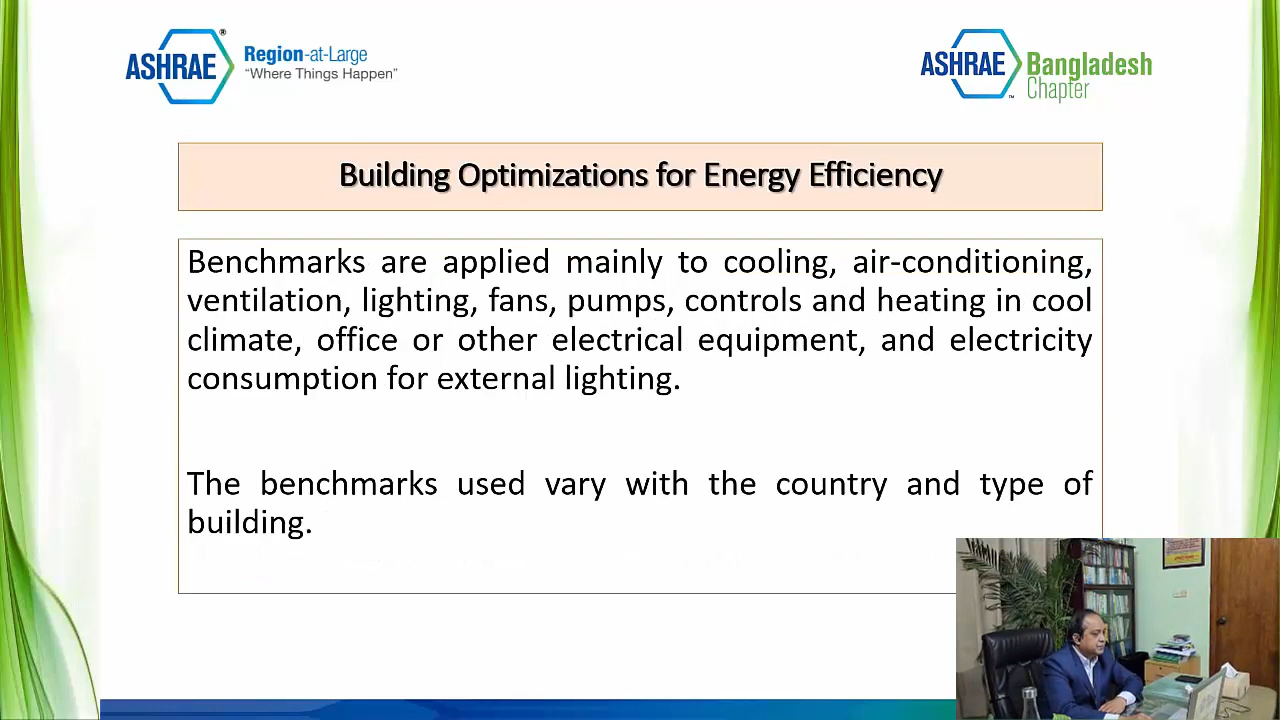 ASHRAE®
Region-at-Large
"Where Things Happen"
ASHRAE™
Bangladesh
Chapter
Building Optimizations for Energy Efficiency
Benchmarks are applied mainly to cooling, air-conditioning,
ventilation, lighting, fans, pumps, controls and heating in cool
climate, office or other electrical equipment, and electricity
consumption for external lighting.
The benchmarks used vary with the country and type of
building.